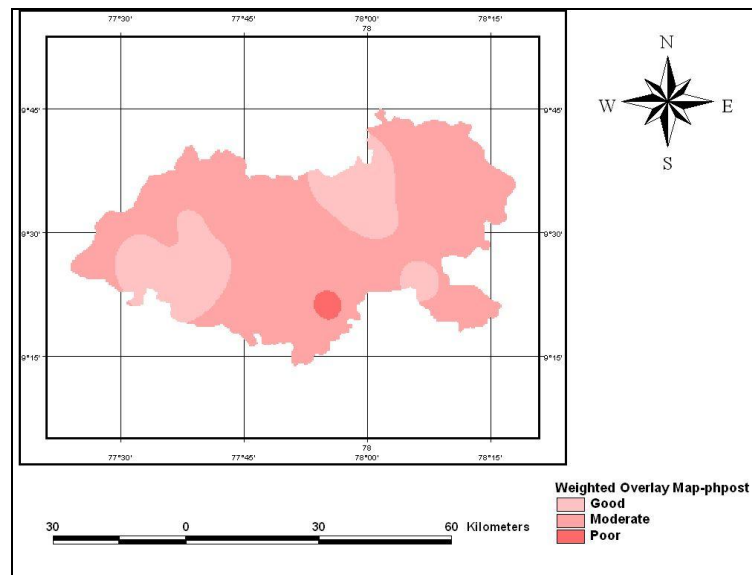 77°30' 77°45' 78°00' 78°15'
N
W E
S
9°45' 9°45'
9°30' 9°30'
9°15' 9°15'
78
77°30' 77°45' 78°00' 78°15'
Weighted Overlay Map-phpost
Good
Moderate
Poor
30 0 30 60 Kilometers